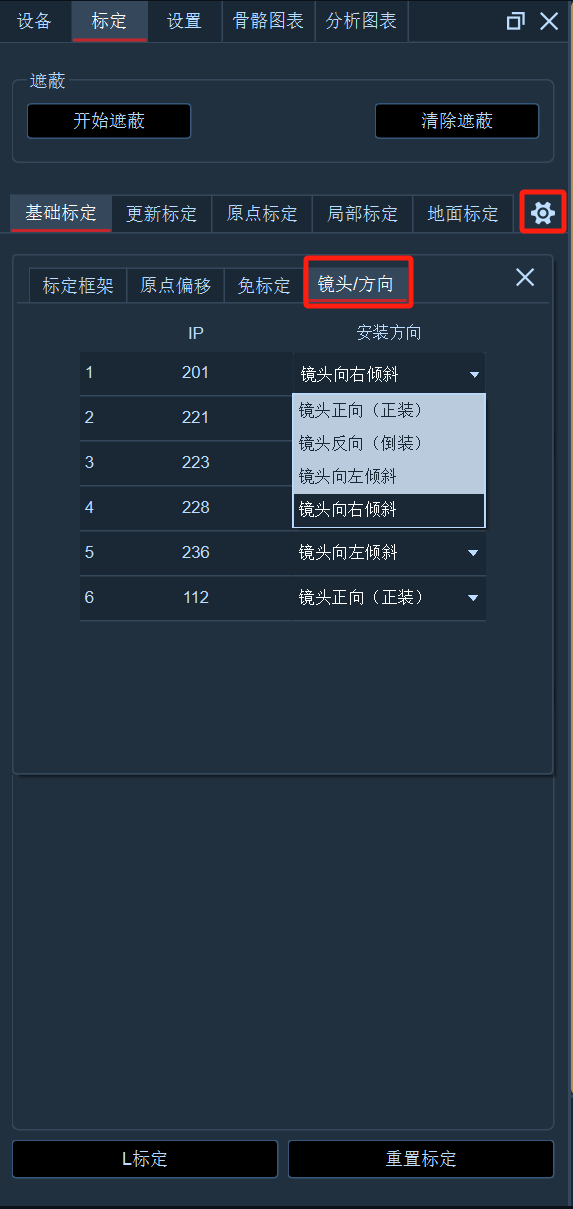 设备 标定 设置 骨骼图表 分析图表
遮蔽
开始遮蔽 清除遮蔽
基础标定 更新标定 原点标定 局部标定 地面标定
标定框架 原点偏移 免标定 镜头/方向
IP 安装方向
1 201 镜头向右倾斜
镜头正向（正装）
2 221
镜头反向（倒装）
3 223
镜头向左倾斜
4 228
镜头向右倾斜
5 236 镜头向左倾斜
6 112 镜头正向（正装）
L标定 重置标定